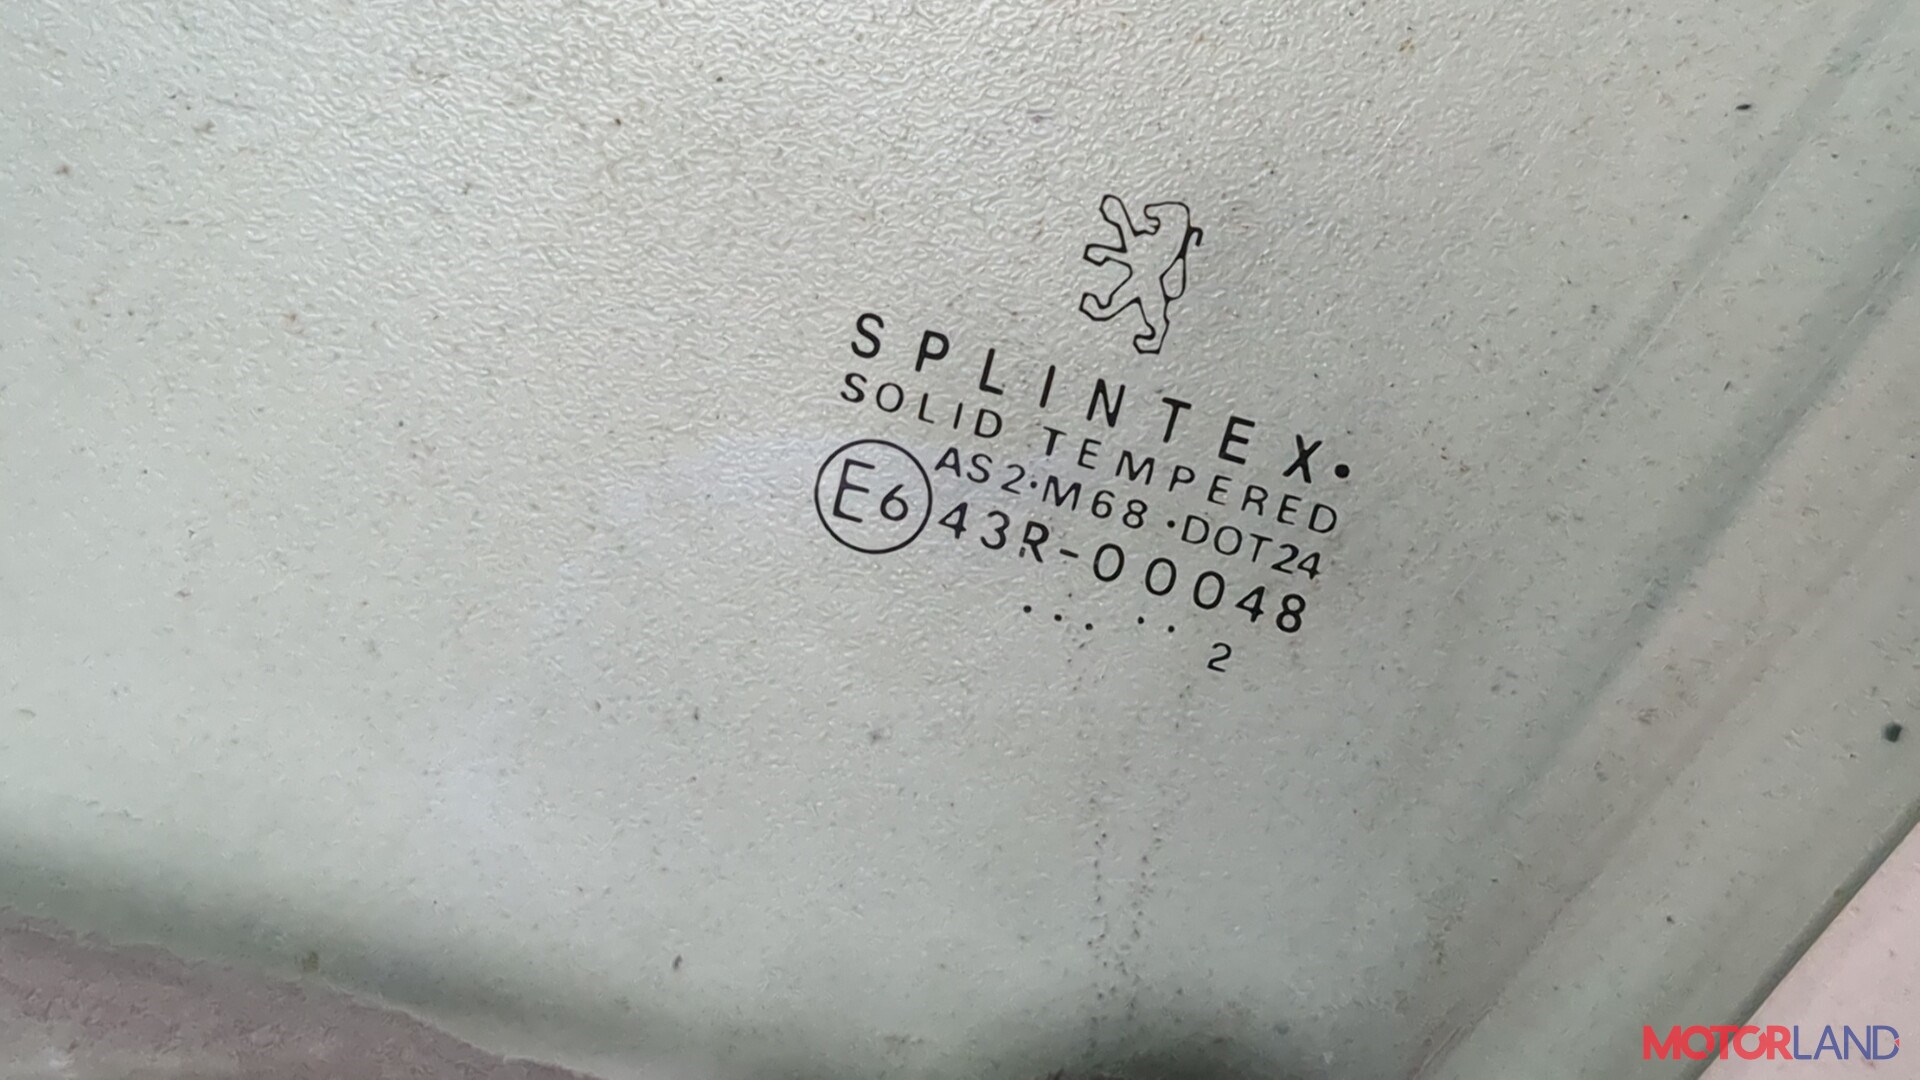 SPLINTEX•
SOLID TEMPERED
AS2•M68•DOT24
E6 43R-00048
... .. 2
MOTORLAND